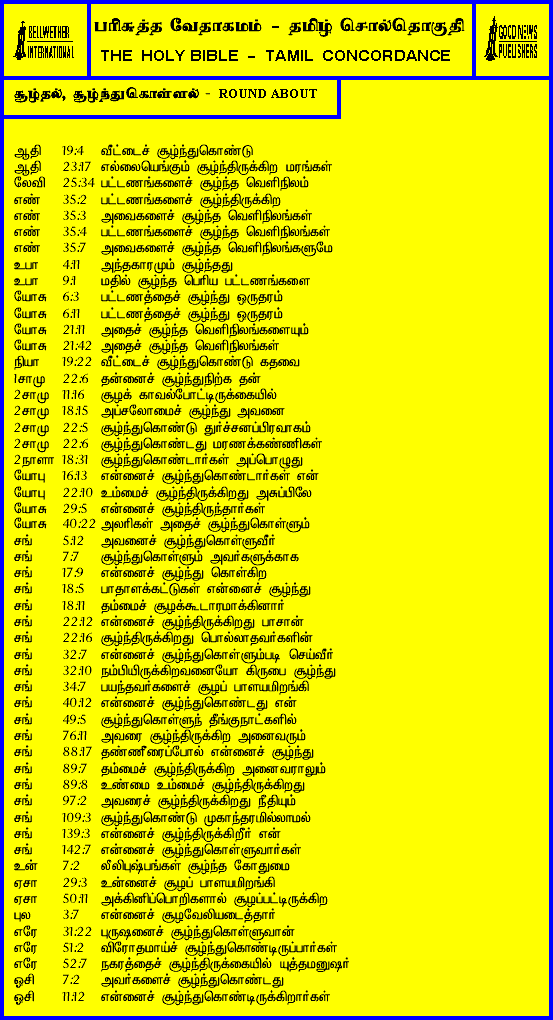 BELLWETHER
INTERNATIONAL
பரிசுத்த வேதாகமம் - தமிழ் சொல்தொகுதி
THE HOLY BIBLE - TAMIL CONCORDANCE
GOOD NEWS
PUBLISHERS
சூழ்தல், சூழ்ந்துகொள்ளல் - ROUND ABOUT
ஆதி 19:4 வீட்டைச் சூழ்ந்துகொண்டு
ஆதி 23:17 எல்லையெங்கும் சூழ்ந்திருக்கிற மரங்கள்
லேவி 25:34 பட்டணங்களைச் சூழ்ந்த வெளிநிலம்
எண் 35:2 பட்டணங்களைச் சூழ்ந்திருக்கிற
எண் 35:3 அவைகளைச் சூழ்ந்த வெளிநிலங்கள்
எண் 35:4 பட்டணங்களைச் சூழ்ந்த வெளிநிலங்கள்
எண் 35:7 அவைகளைச் சூழ்ந்த வெளிநிலங்களுமே
உபா 4:11 அந்தகாரமும் சூழ்ந்தது
உபா 9:1 மதில் சூழ்ந்த பெரிய பட்டணங்களை
யோசு 6:3 பட்டணத்தைச் சூழ்ந்து ஒருதரம்
யோசு 6:11 பட்டணத்தைச் சூழ்ந்து ஒருதரம்
யோசு 21:11 அதைச் சூழ்ந்த வெளிநிலங்களையும்
யோசு 21:42 அதைச் சூழ்ந்த வெளிநிலங்கள்
நியா 19:22 வீட்டைச் சூழ்ந்துகொண்டு கதவை
1சாமு 22:6 தன்னைச் சூழ்ந்துநிற்க தன்
2சாமு 11:16 சூழக் காவல்போட்டிருக்கையில்
2சாமு 18:15 அப்சலோமைச் சூழ்ந்து அவனை
2சாமு 22:5 சூழ்ந்துகொண்டு துர்ச்சனப்பிரவாகம்
2சாமு 22:6 சூழ்ந்துகொண்டது மரணக்கண்ணிகள்
2நாளா 18:31 சூழ்ந்துகொண்டார்கள் அப்பொழுது
யோபு 16:13 என்னைச் சூழ்ந்துகொண்டார்கள் என்
யோபு 22:10 உம்மைச் சூழ்ந்திருக்கிறது அசுப்பிலே
யோசு 29:5 என்னைச் சூழ்ந்திருந்தார்கள்
யோசு 40:22 அலரிகள் அதைச் சூழ்ந்துகொள்ளும்
சங் 5:12 அவனைச் சூழ்ந்துகொள்ளுவீர்
சங் 7:7 சூழ்ந்துகொள்ளும் அவர்களுக்காக
சங் 17:9 என்னைச் சூழ்ந்து கொள்கிற
சங் 18:5 பாதாளக்கட்டுகள் என்னைச் சூழ்ந்து
சங் 18:11 தம்மைச் சூழக்கூடாரமாக்கினார்
சங் 22:12 என்னைச் சூழ்ந்திருக்கிறது பாசான்
சங் 22:16 சூழ்ந்திருக்கிறது பொல்லாதவர்களின்
சங் 32:7 என்னைச் சூழ்ந்துகொள்ளும்படி செய்வீர்
சங் 32:10 நம்பியிருக்கிறவனையோ கிருபை சூழ்ந்து
சங் 34:7 பயந்தவர்களைச் சூழப் பாளயமிறங்கி
சங் 40:12 என்னைச் சூழ்ந்துகொண்டது என்
சங் 49:5 சூழ்ந்துகொள்ளுந் தீங்குநாட்களில்
சங் 76:11 அவரை சூழ்ந்திருக்கிற அனைவரும்
சங் 88:17 தண்ணீரைப்போல் என்னைச் சூழ்ந்து
சங் 89:7 தம்மைச் சூழ்ந்திருக்கிற அனைவராலும்
சங் 89:8 உண்மை உம்மைச் சூழ்ந்திருக்கிறது
சங் 97:2 அவரைச் சூழ்ந்திருக்கிறது நீதியும்
சங் 109:3 சூழ்ந்துகொண்டு முகாந்தரமில்லாமல்
சங் 139:3 என்னைச் சூழ்ந்திருக்கிறீர் என்
சங் 142:7 என்னைச் சூழ்ந்துகொள்ளுவார்கள்
உன் 7:2 லீலிபுஷ்பங்கள் சூழ்ந்த கோதுமை
ஏசா 29:3 உன்னைச் சூழப் பாளயமிறங்கி
ஏசா 50:11 அக்கினிப்பொறிகளால் சூழப்பட்டிருக்கிற
புல 3:7 என்னைச் சூழவேலியடைத்தார்
எரே 31:22 புருஷனைச் சூழ்ந்துகொள்ளுவான்
எரே 51:2 விரோதமாய்ச் சூழ்ந்துகொண்டிருப்பார்கள்
எரே 52:7 நகரத்தைச் சூழ்ந்திருக்கையில் யுத்தமனுஷர்
ஓசி 7:2 அவர்களைச் சூழ்ந்துகொண்டது
ஓசி 11:12 என்னைச் சூழ்ந்துகொண்டிருக்கிறார்கள்